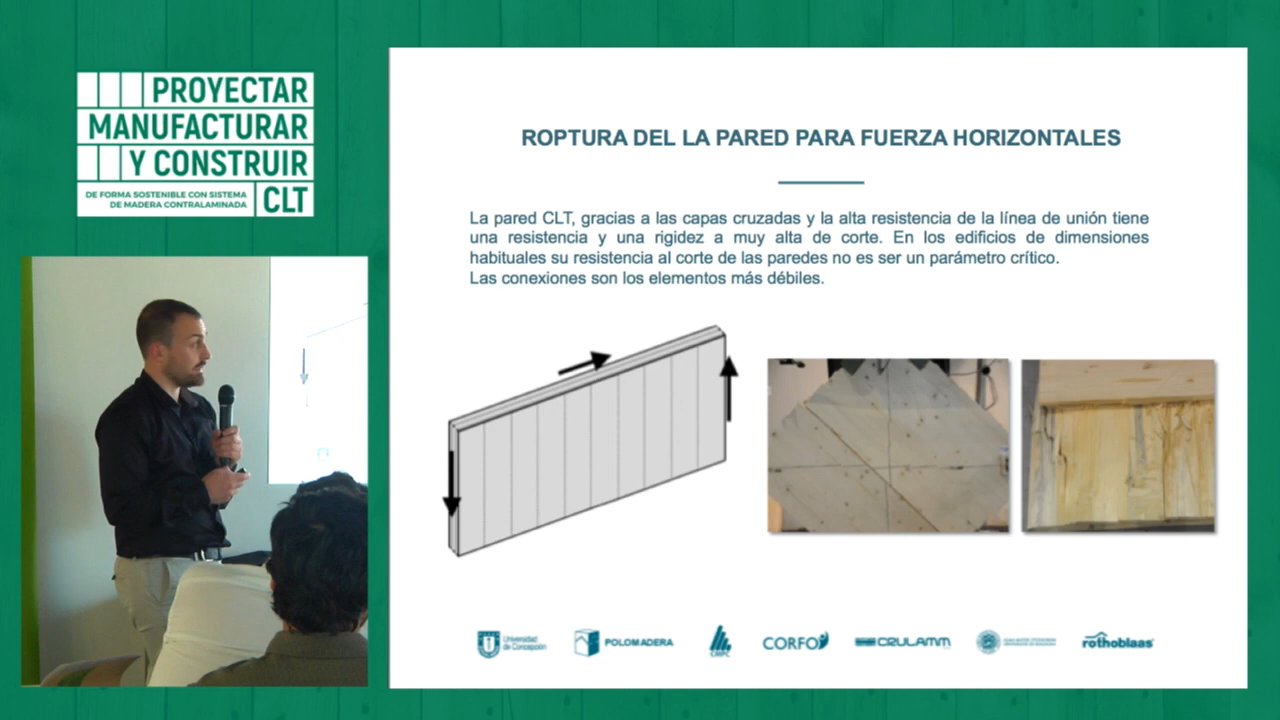 PROYECTAR
MANUFACTURAR
Y CONSTRUIR
DE FORMA SOSTENIBLE CON SISTEMA
DE MADERA CONTRALAMINADA
CLT
ROPTURA DEL LA PARED PARA FUERZA HORIZONTALES
La pared CLT, gracias a las capas cruzadas y la alta resistencia de la línea de unión tiene
una resistencia y una rigidez a muy alta de corte. En los edificios de dimensiones
habituales su resistencia al corte de las paredes no es ser un parámetro crítico.
Las conexiones son los elementos más débiles.
Universidad
de Concepción
POLOMADERA
CMPC
CORFO
CRULAMM
rothoblaas